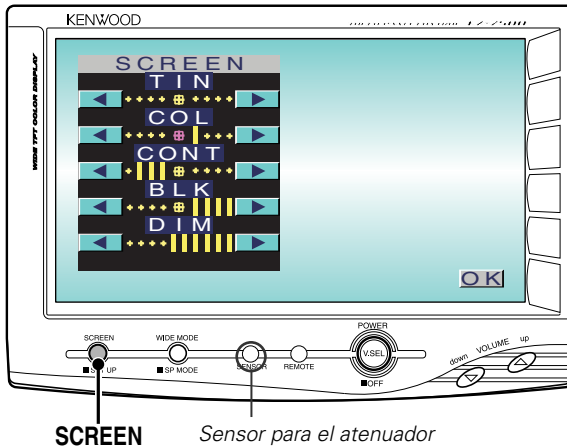 KENWOOD
WIDE TFT COLOR DISPLAY
SCREEN
TIN
COL
CONT
BLK
DIM
OK
SCREEN
WIDE MODE
SENSOR
REMOTE
POWER
V.SEL
OFF
SP MODE
down VOLUME up
SCREEN
Sensor para el atenuador